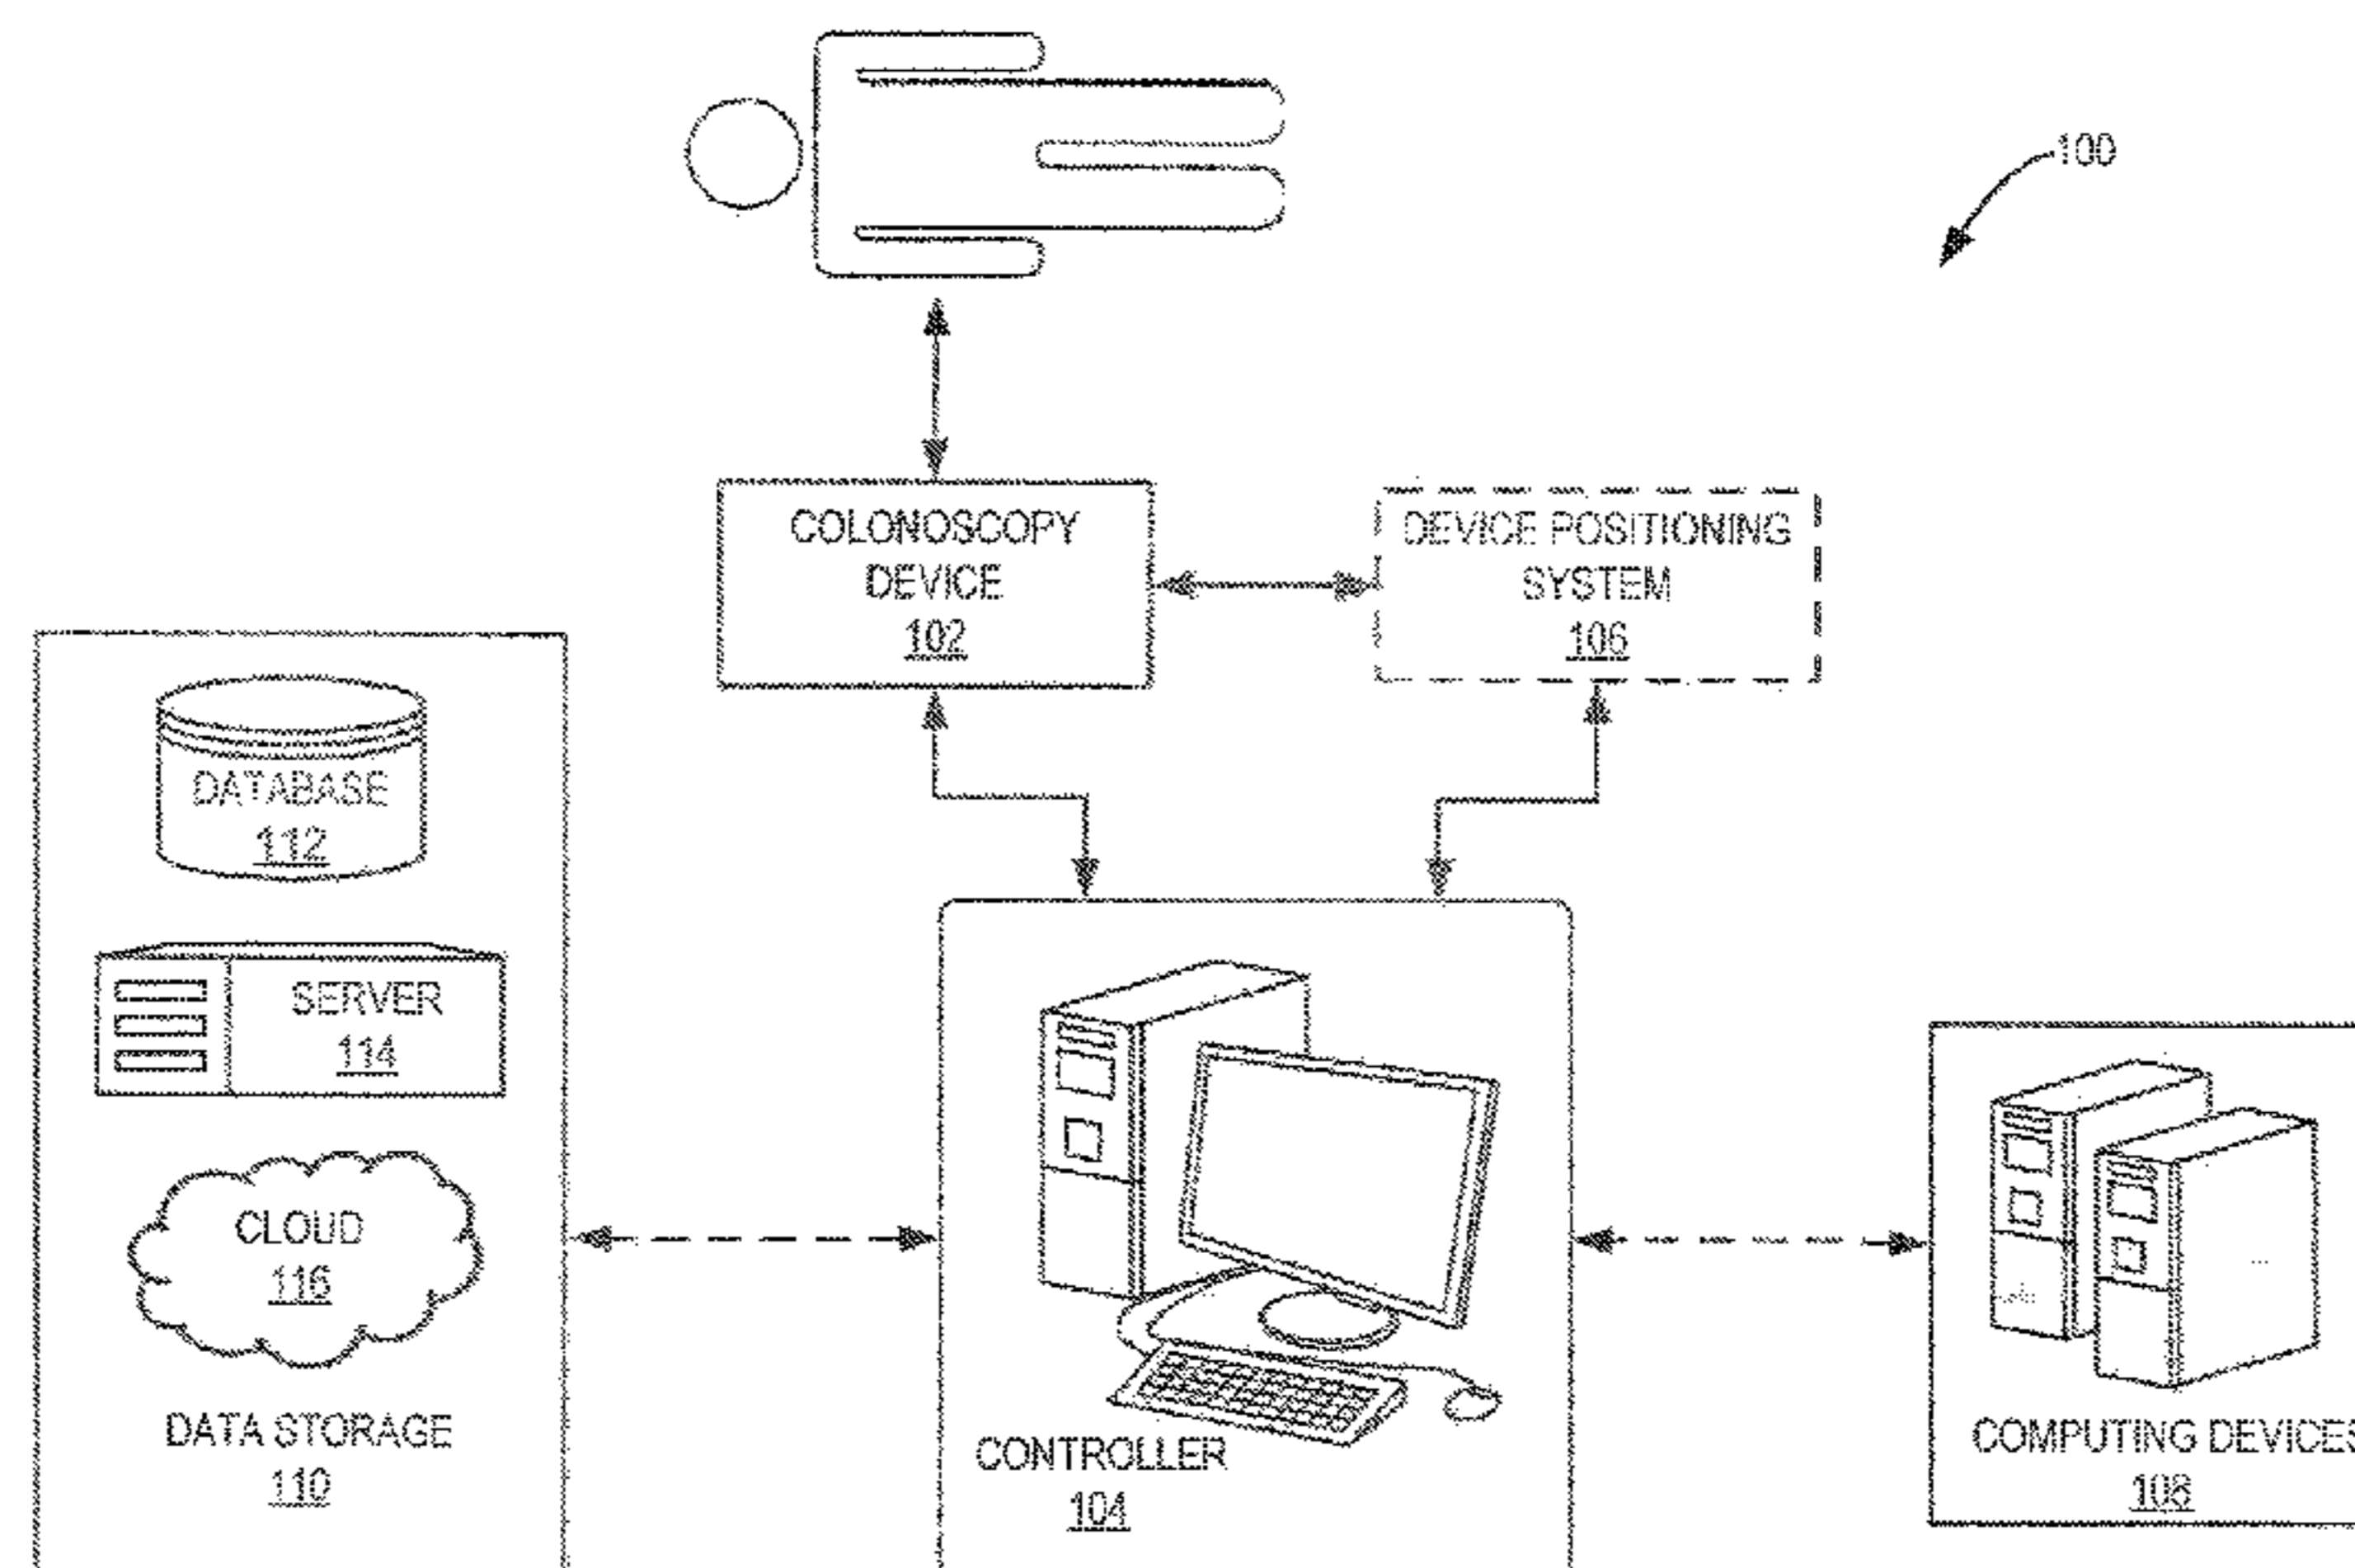 100
COLONOSCOPY
DEVICE
102
DEVICE POSITIONING
SYSTEM
106
DATABASE
112
SERVER
114
CLOUD
116
DATA STORAGE
110
CONTROLLER
104
COMPUTING DEVICES
108